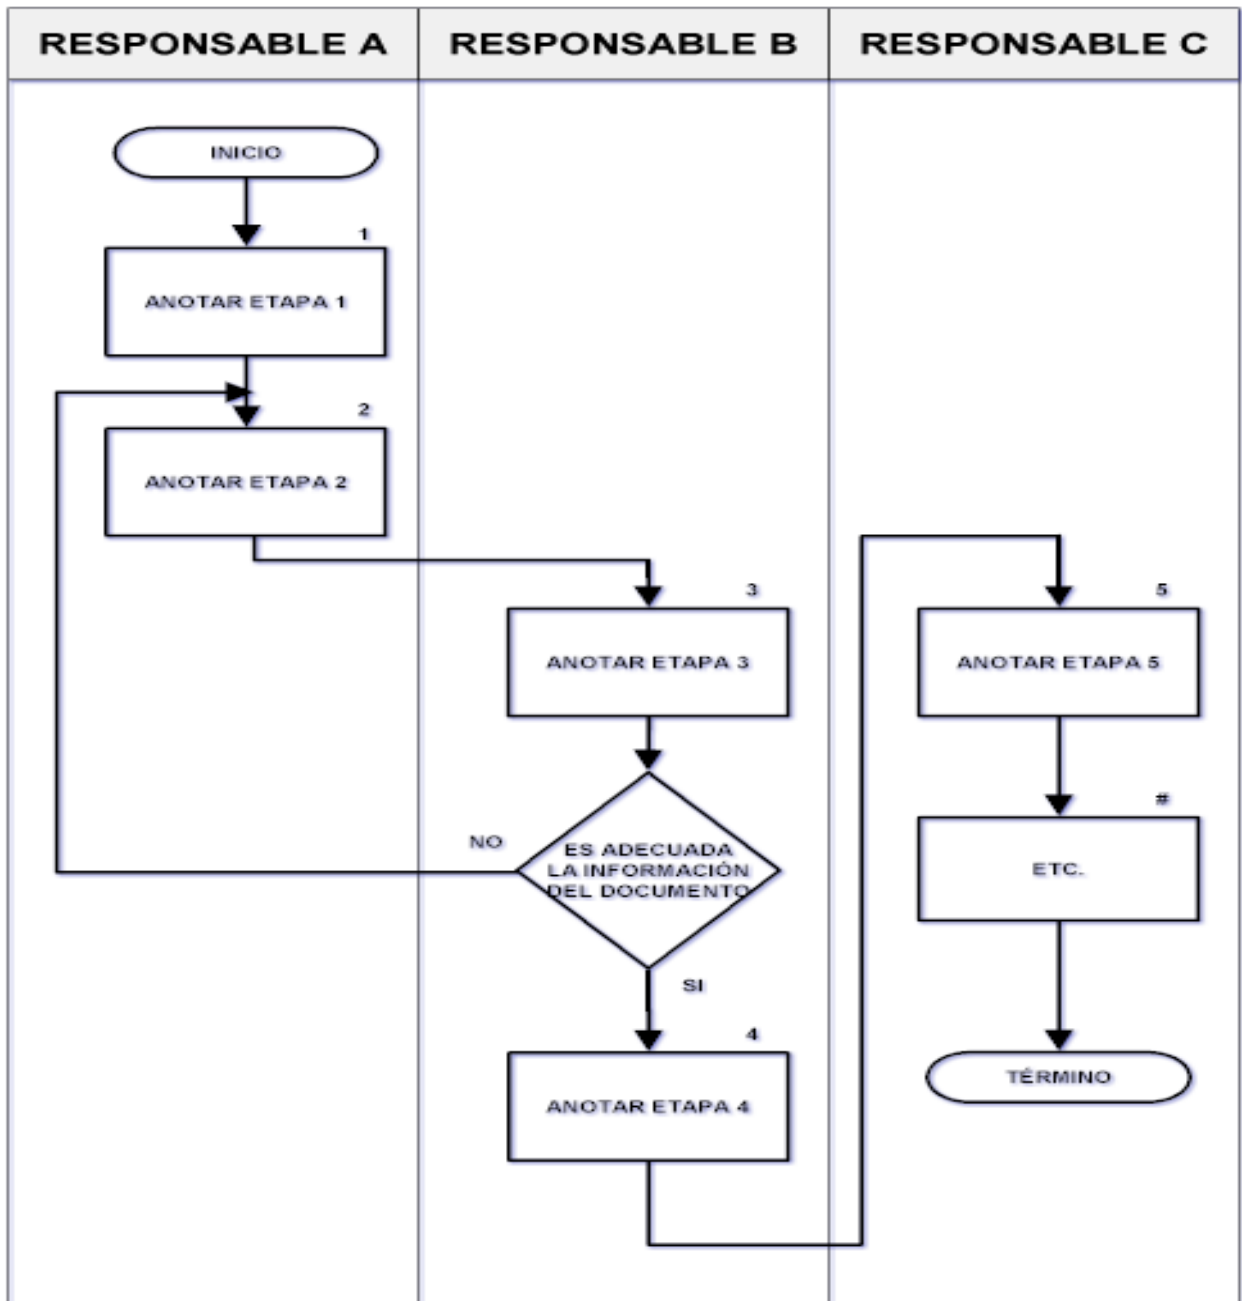 RESPONSABLE A
RESPONSABLE B
RESPONSABLE C
INICIO
1
ANOTAR ETAPA 1
2
ANOTAR ETAPA 2
3
ANOTAR ETAPA 3
NO
ES ADECUADA
LA INFORMACIÓN
DEL DOCUMENTO
SI
4
ANOTAR ETAPA 4
5
ANOTAR ETAPA 5
#
ETC.
TÉRMINO